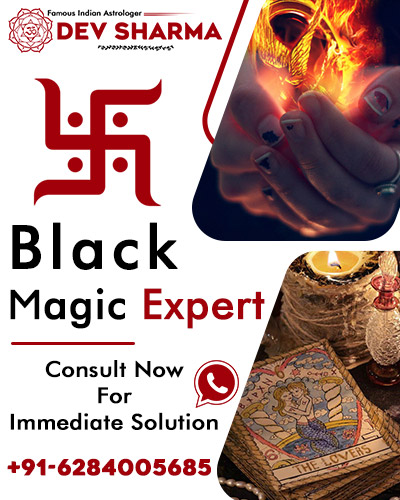 Famous Indian Astrologer
DEV SHARMA
Black
Magic Expert
Consult Now
For
Immediate Solution
+91-6284005685
THE LOVERS